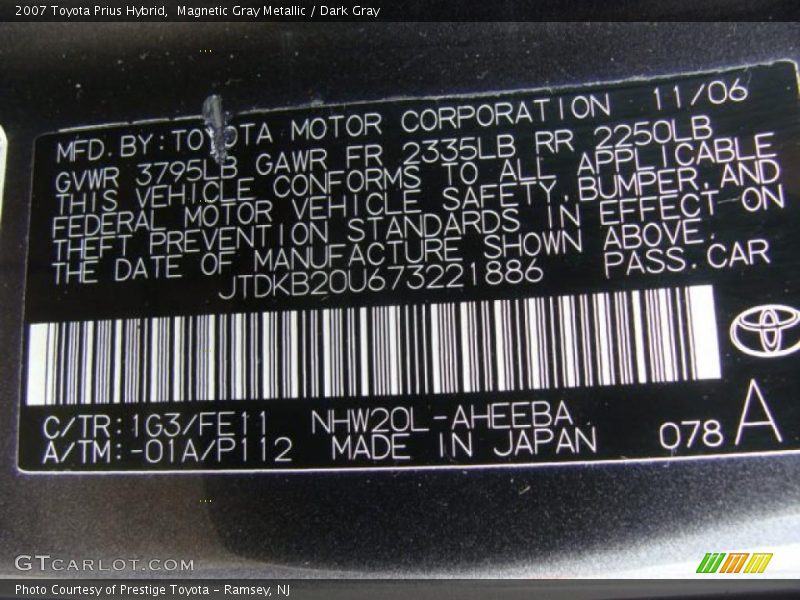 2007 Toyota Prius Hybrid,  Magnetic Gray Metallic / Dark Gray
MFD. BY: TOYOTA MOTOR CORPORATION 11/06
GVWR 3795LB GAWR FR 2335LB RR 2250LB
THIS VEHICLE CONFORMS TO ALL APPLICABLE
FEDERAL MOTOR VEHICLE SAFETY, BUMPER, AND
THEFT PREVENTION STANDARDS IN EFFECT ON
THE DATE OF MANUFACTURE SHOWN ABOVE.
JTDKB20U673221886 PASS. CAR
C/TR: 1G3/FE11 NHW20L-AHEEBA
A/TM: -01A/P112 MADE IN JAPAN 078 A
GTCARLOT.COM
Photo Courtesy of Prestige Toyota - Ramsey, NJ